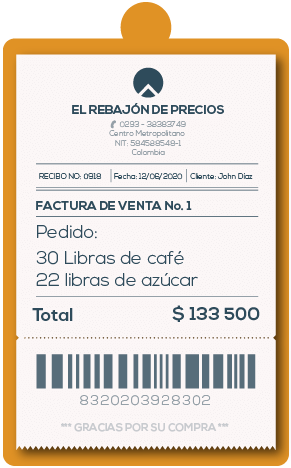 EL REBAJÓN DE PRECIOS
0293 - 38383749
Centro Metropolitano
NIT: 584589548-1
Colombia
RECIBO NO: 0918 Fecha: 12/06/2020 Cliente: John Díaz
FACTURA DE VENTA No. 1
Pedido:
30 Libras de café
22 libras de azúcar
Total $ 133 500
8320203928302
*** GRACIAS POR SU COMPRA ***